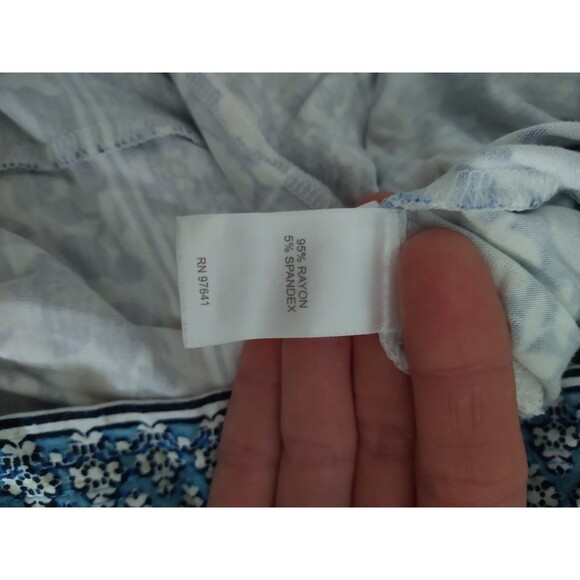 95% RAYON
5% SPANDEX
RN 97641